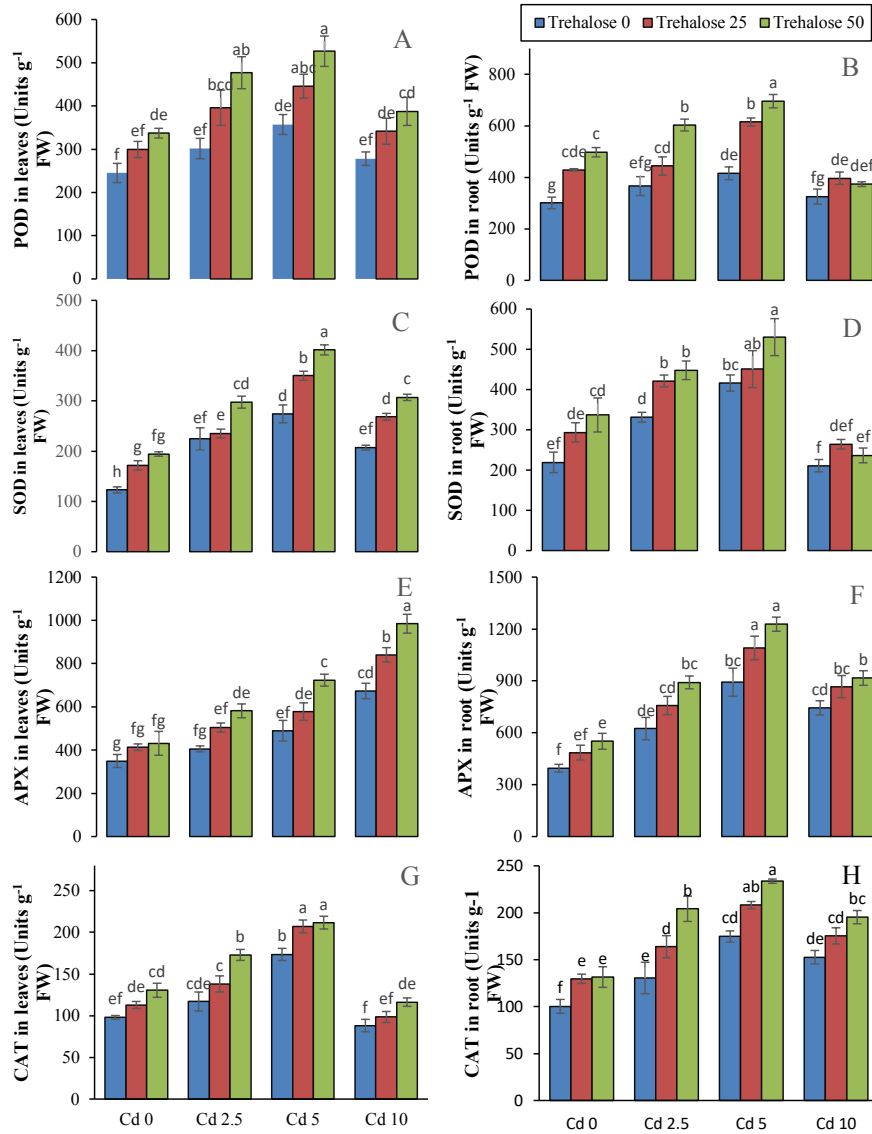 Trehalose 0 Trehalose 25 Trehalose 50
A
POD in leaves (Units g-1 FW)
600
500
400
300
200
100
0
f ef de
ef bcd ab
de abc a
ef de cd
B
POD in root (Units g-1 FW)
800
600
400
200
0
g cde c
efg cd b
de b a
fg de def
C
SOD in leaves (Units g-1 FW)
500
400
300
200
100
0
h g fg
ef e cd
d b a
ef d c
D
SOD in root (Units g-1 FW)
600
500
400
300
200
100
0
ef de cd
d b b
bc ab a
f def ef
E
APX in leaves (Units g-1 FW)
1200
1000
800
600
400
200
0
g fg fg
fg ef de
ef de c
cd b a
F
APX in root (Units g-1 FW)
1500
1200
900
600
300
0
f ef e
de cd bc
bc a a
cd bc b
G
CAT in leaves (Units g-1 FW)
250
200
150
100
50
0
ef de cd
cde c b
b a a
f ef de
Cd 0 Cd 2.5 Cd 5 Cd 10
H
CAT in root (Units g-1 FW)
250
200
150
100
50
0
f e e
e d b
cd ab a
de cd bc
Cd 0 Cd 2.5 Cd 5 Cd 10